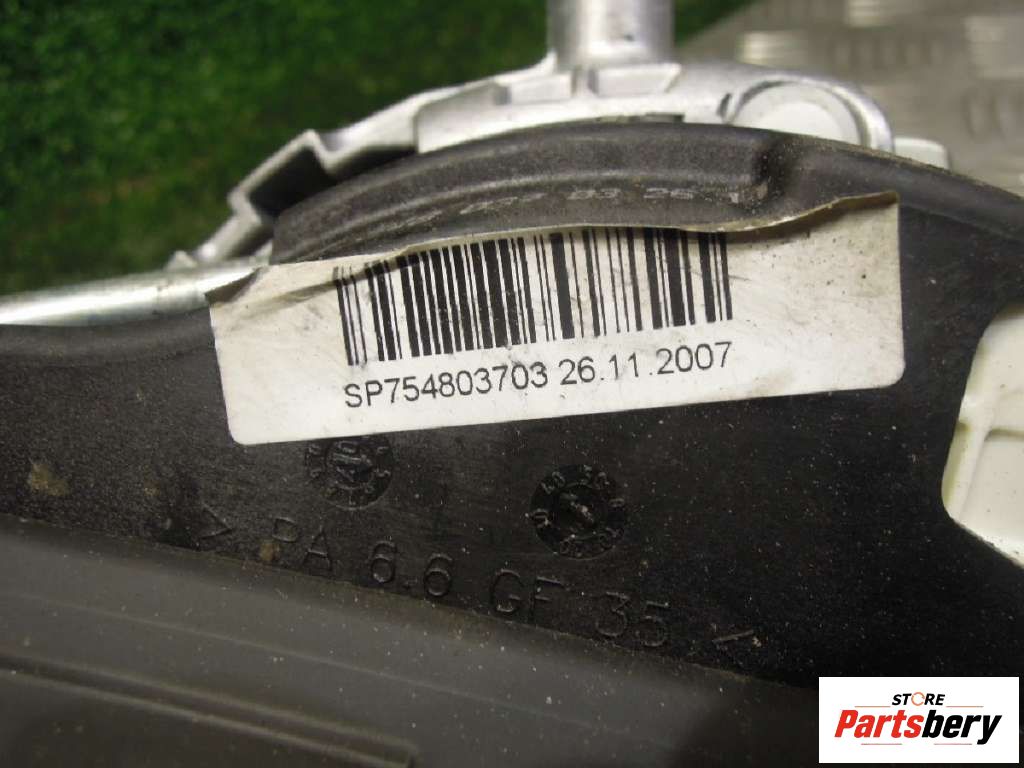 SP754803703 26.11.2007
> PA 6.6 GF 35 <
STORE
Partsbery